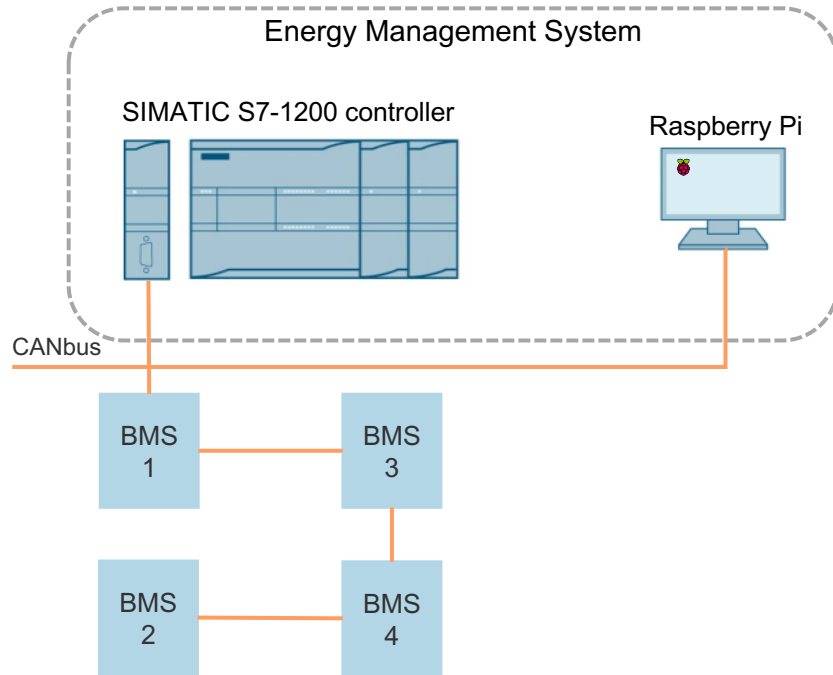 Energy Management System
SIMATIC S7-1200 controller
Raspberry Pi
CANbus
BMS
1
BMS
3
BMS
2
BMS
4